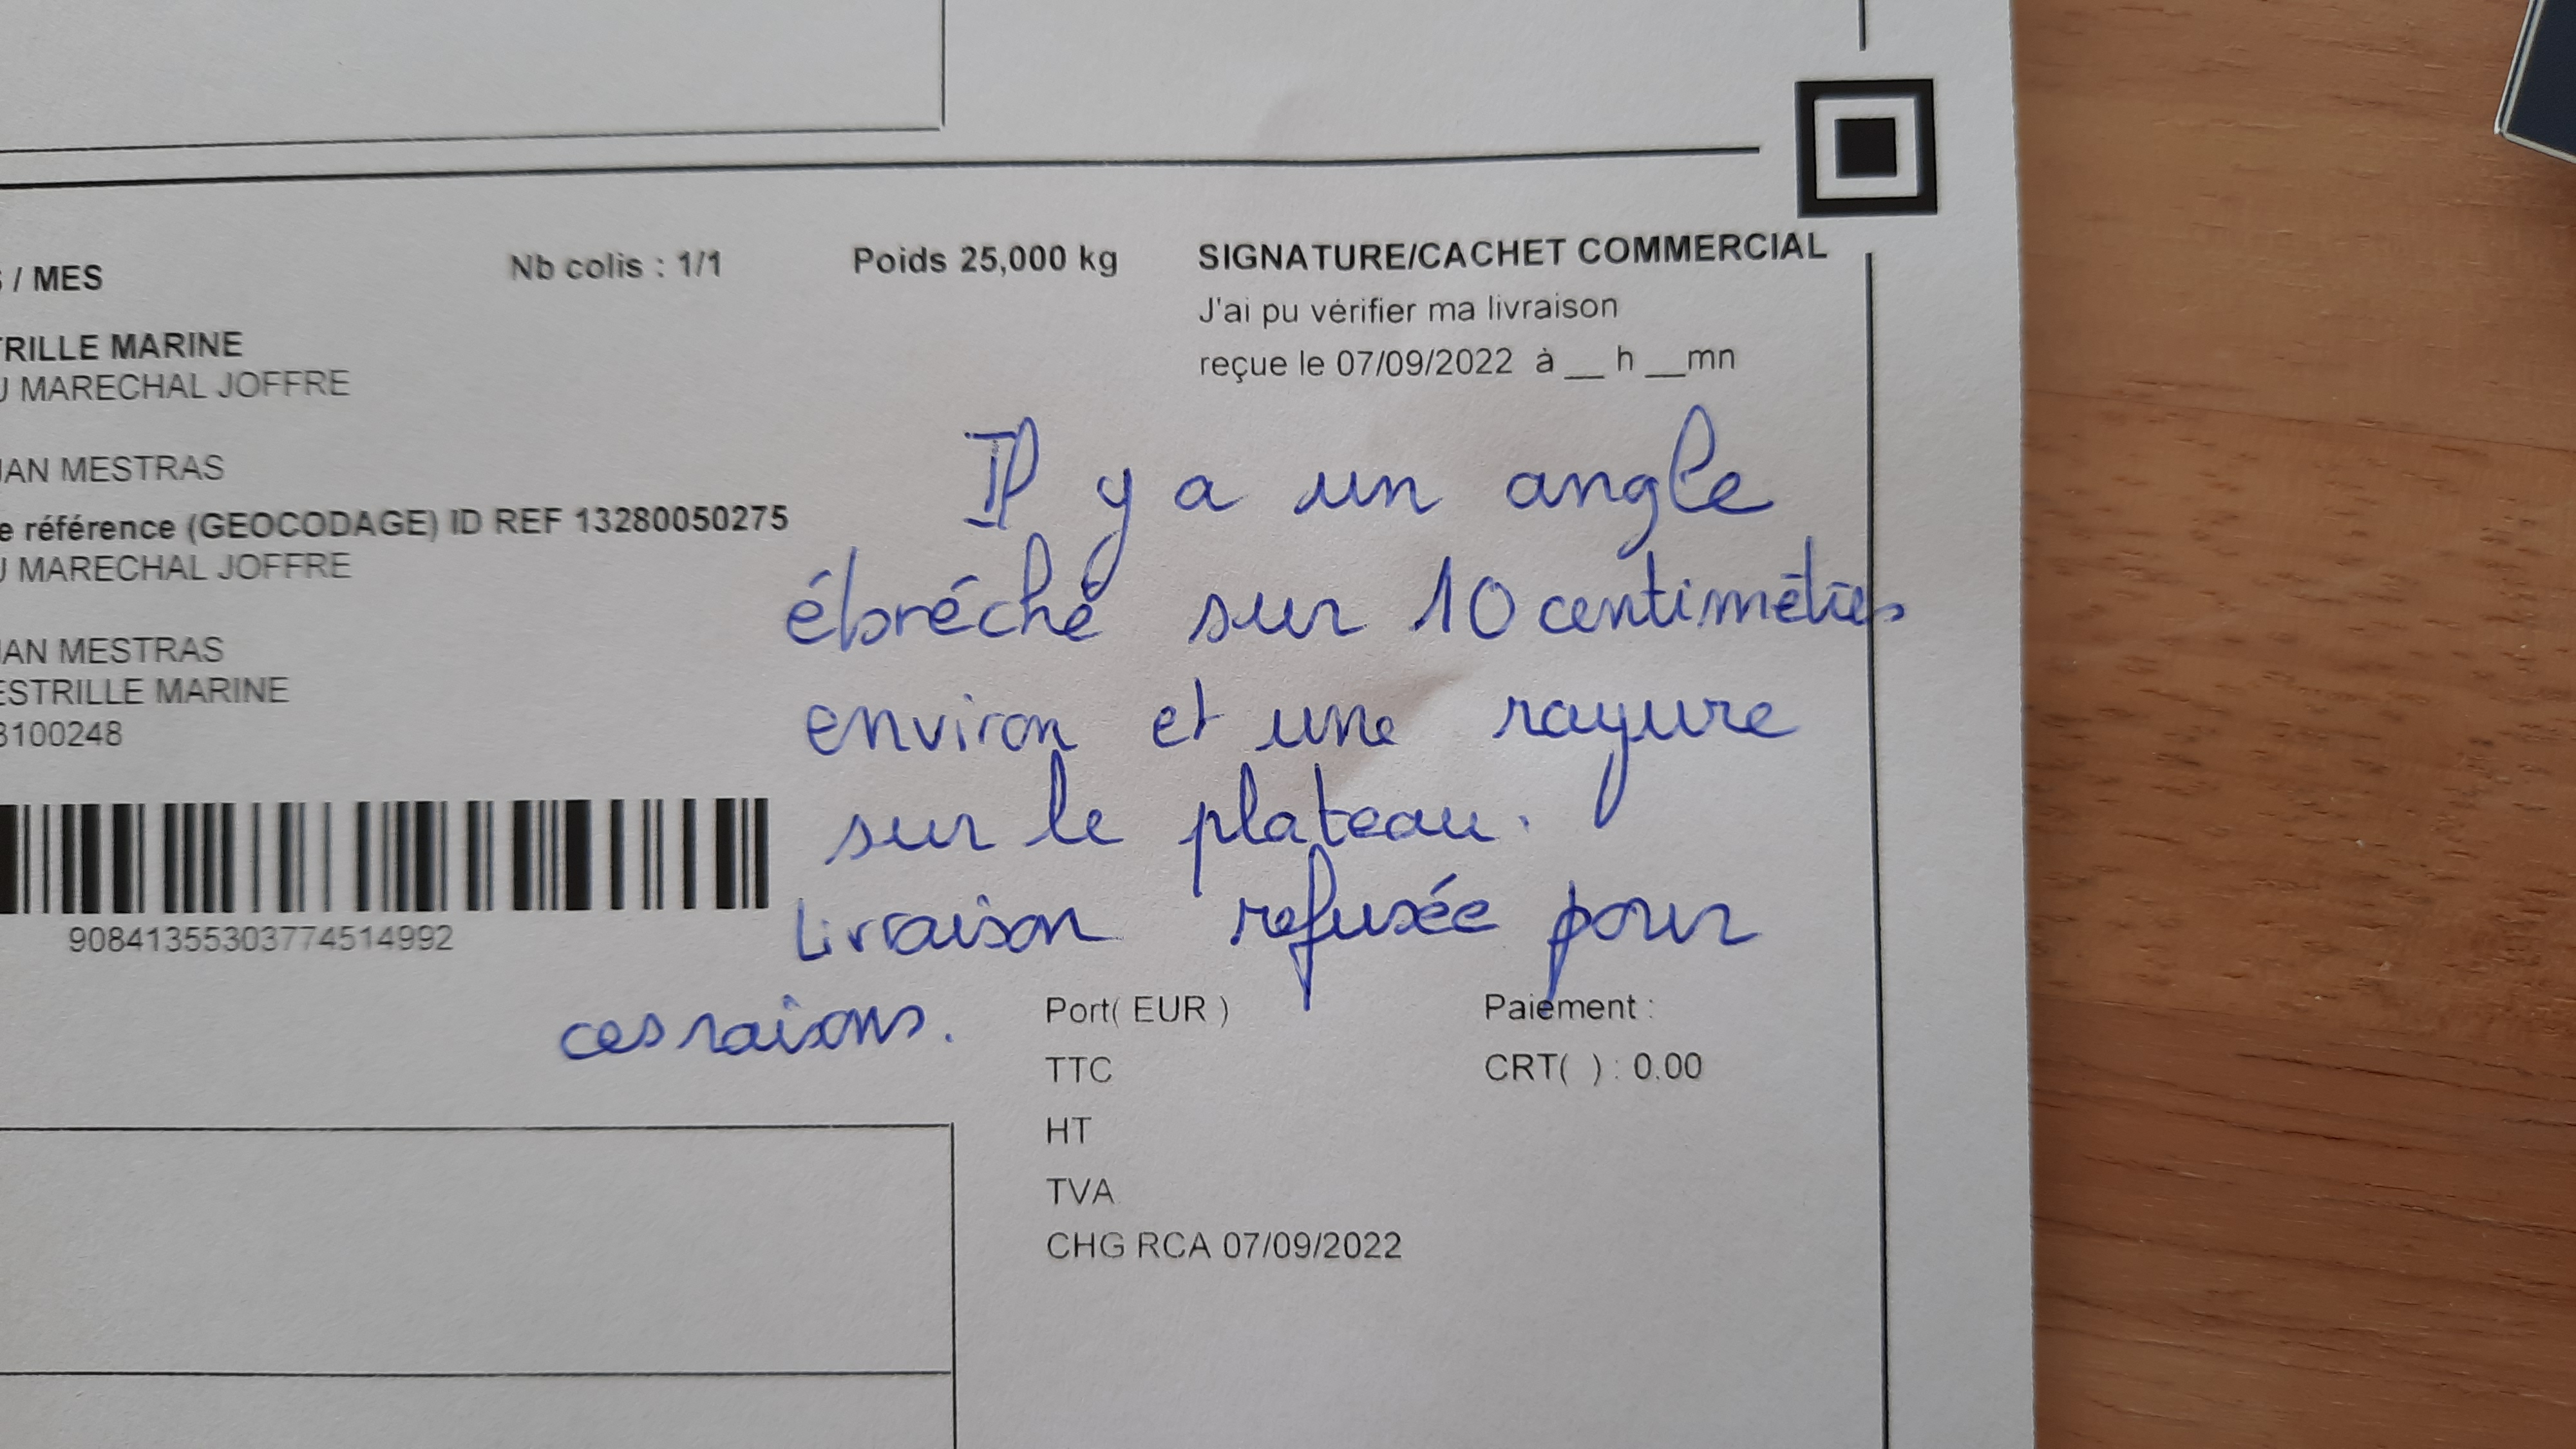 / MES
Nb colis : 1/1
Poids 25,000 kg
SIGNATURE/CACHET COMMERCIAL
J'ai pu vérifier ma livraison
reçue le 07/09/2022 à __ h __mn
TRILLE MARINE
U MARECHAL JOFFRE
AN MESTRAS
e référence (GEOCODAGE) ID REF 13280050275
U MARECHAL JOFFRE
AN MESTRAS
ESTRILLE MARINE
3100248
90841355303774514992
Il y a un angle
ébréché sur 10 centimètres
environ et une rayure
sur le plateau.
Livraison refusée pour
ces raisons.
Port( EUR )
Paiement :
TTC
CRT( ) : 0.00
HT
TVA
CHG RCA 07/09/2022